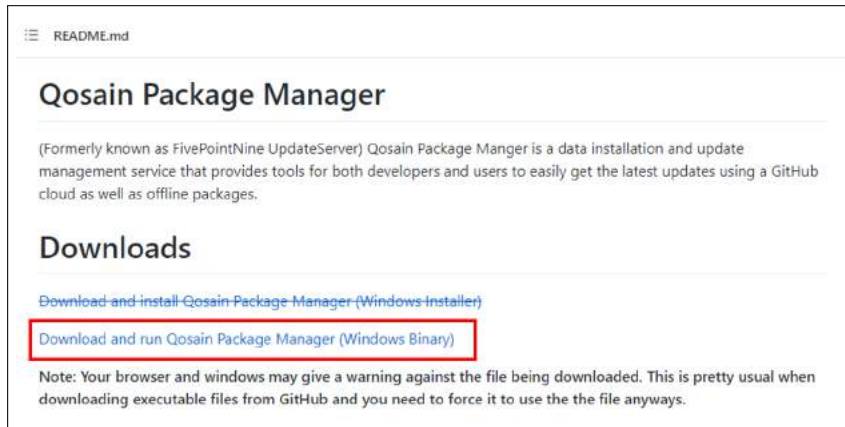 README.md
Qosain Package Manager
(Formerly known as FivePointNine UpdateServer) Qosain Package Manger is a data installation and update
management service that provides tools for both developers and users to easily get the latest updates using a GitHub
cloud as well as offline packages.
Downloads
Download and install Qosain Package Manager (Windows Installer)
Download and run Qosain Package Manager (Windows Binary)
Note: Your browser and windows may give a warning against the file being downloaded. This is pretty usual when
downloading executable files from GitHub and you need to force it to use the the file anyways.